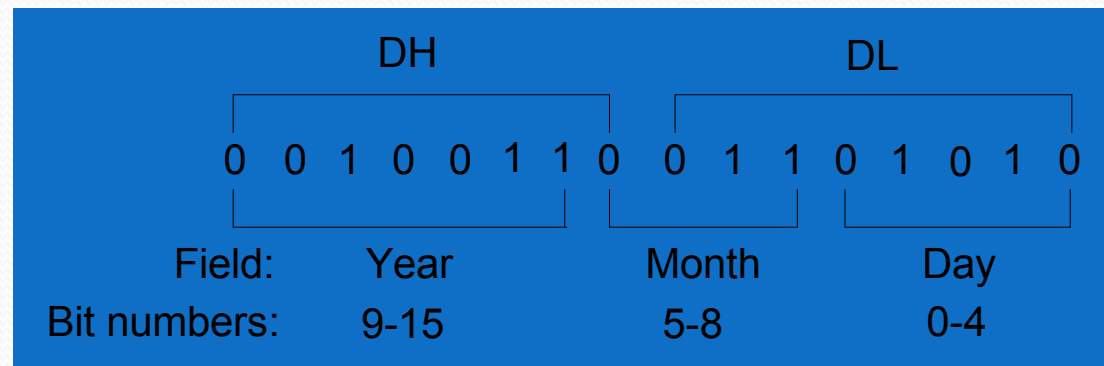 DH DL
0 0 1 0 0 1 1 0 0 1 1 0 1 0 1 0
Field: Year Month Day
Bit numbers: 9-15 5-8 0-4